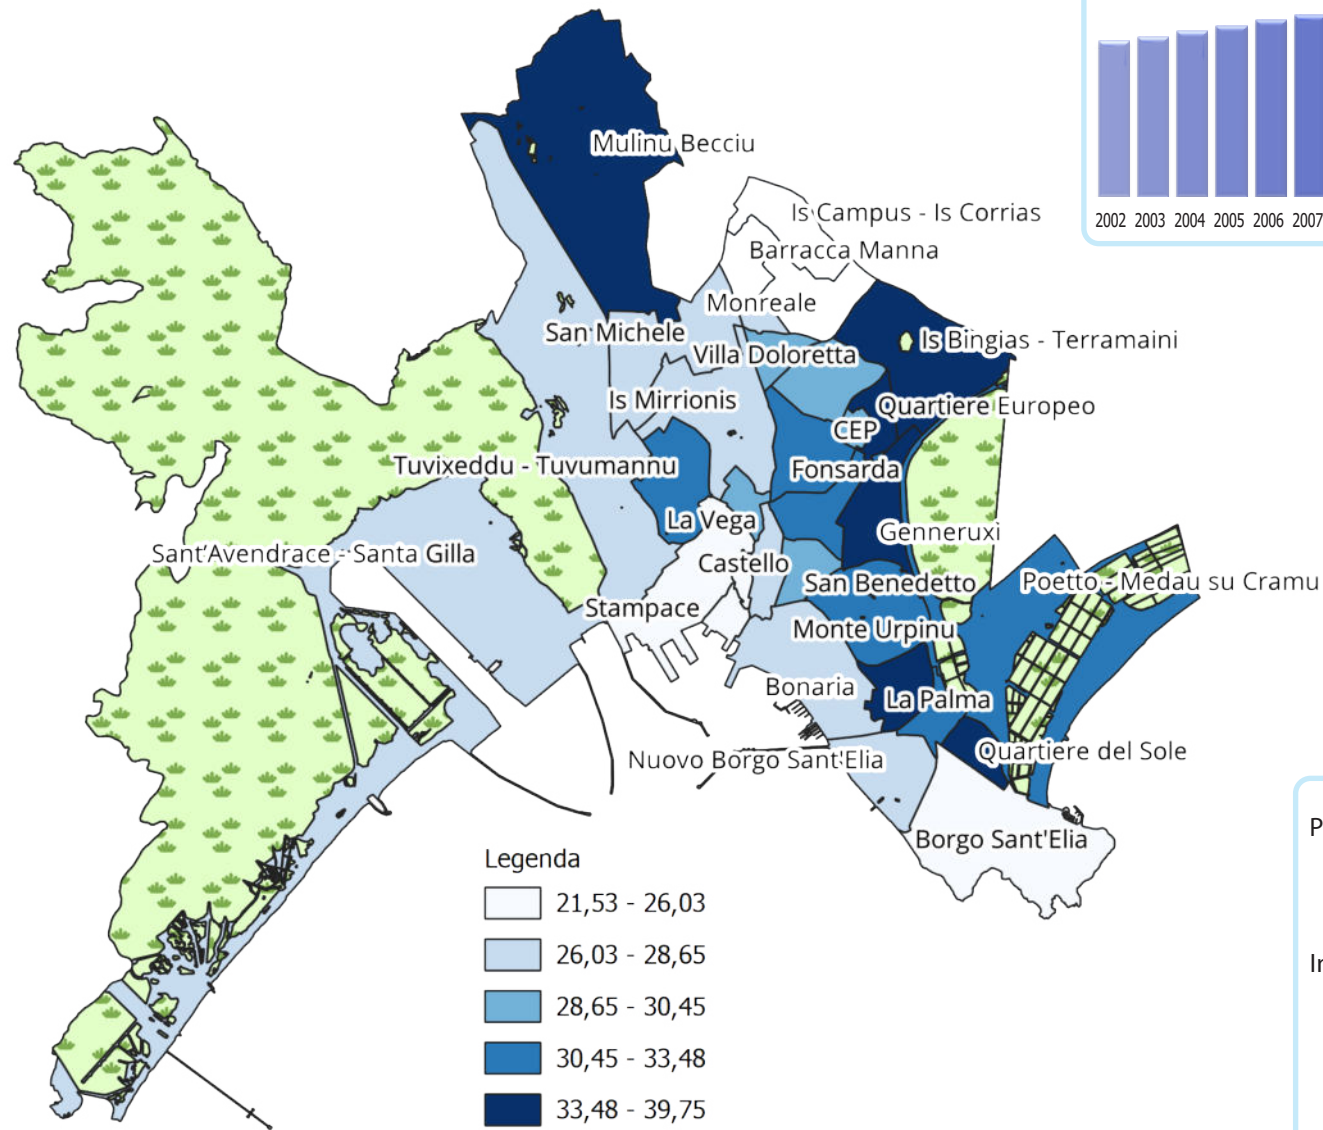 2002 2003 2004 2005 2006 2007
Mulinu Becciu
Is Campus - Is Corrias
Barracca Manna
Monreale
San Michele
Villa Doloretta
Is Bingias - Terramaini
Is Mirrionis
Quartiere Europeo
CEP
Tuvixeddu - Tuvumannu
Fonsarda
La Vega
Genneruxi
Sant'Avendrace - Santa Gilla
Castello
San Benedetto
Poetto - Medau su Cramu
Stampace
Monte Urpinu
Bonaria
La Palma
Nuovo Borgo Sant'Elia
Quartiere del Sole
Borgo Sant'Elia
Legenda
21,53 - 26,03
26,03 - 28,65
28,65 - 30,45
30,45 - 33,48
33,48 - 39,75